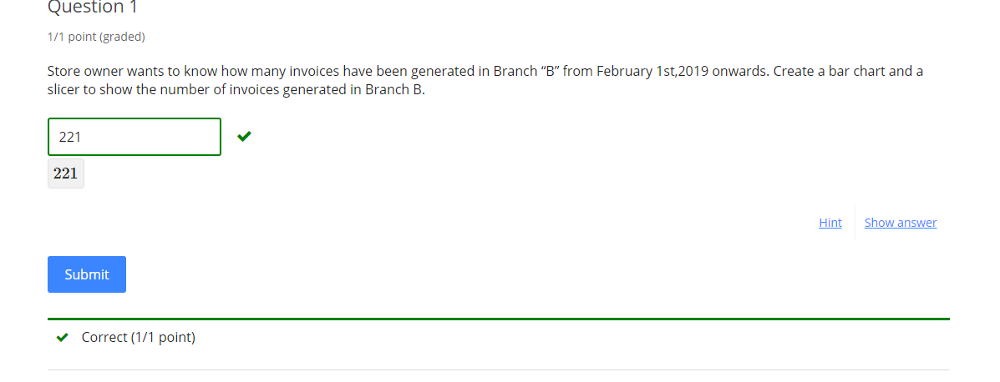 Question 1
1/1 point (graded)
Store owner wants to know how many invoices have been generated in Branch “B” from February 1st,2019 onwards. Create a bar chart and a
slicer to show the number of invoices generated in Branch B.
221
221
Hint
Show answer
Submit
Correct (1/1 point)